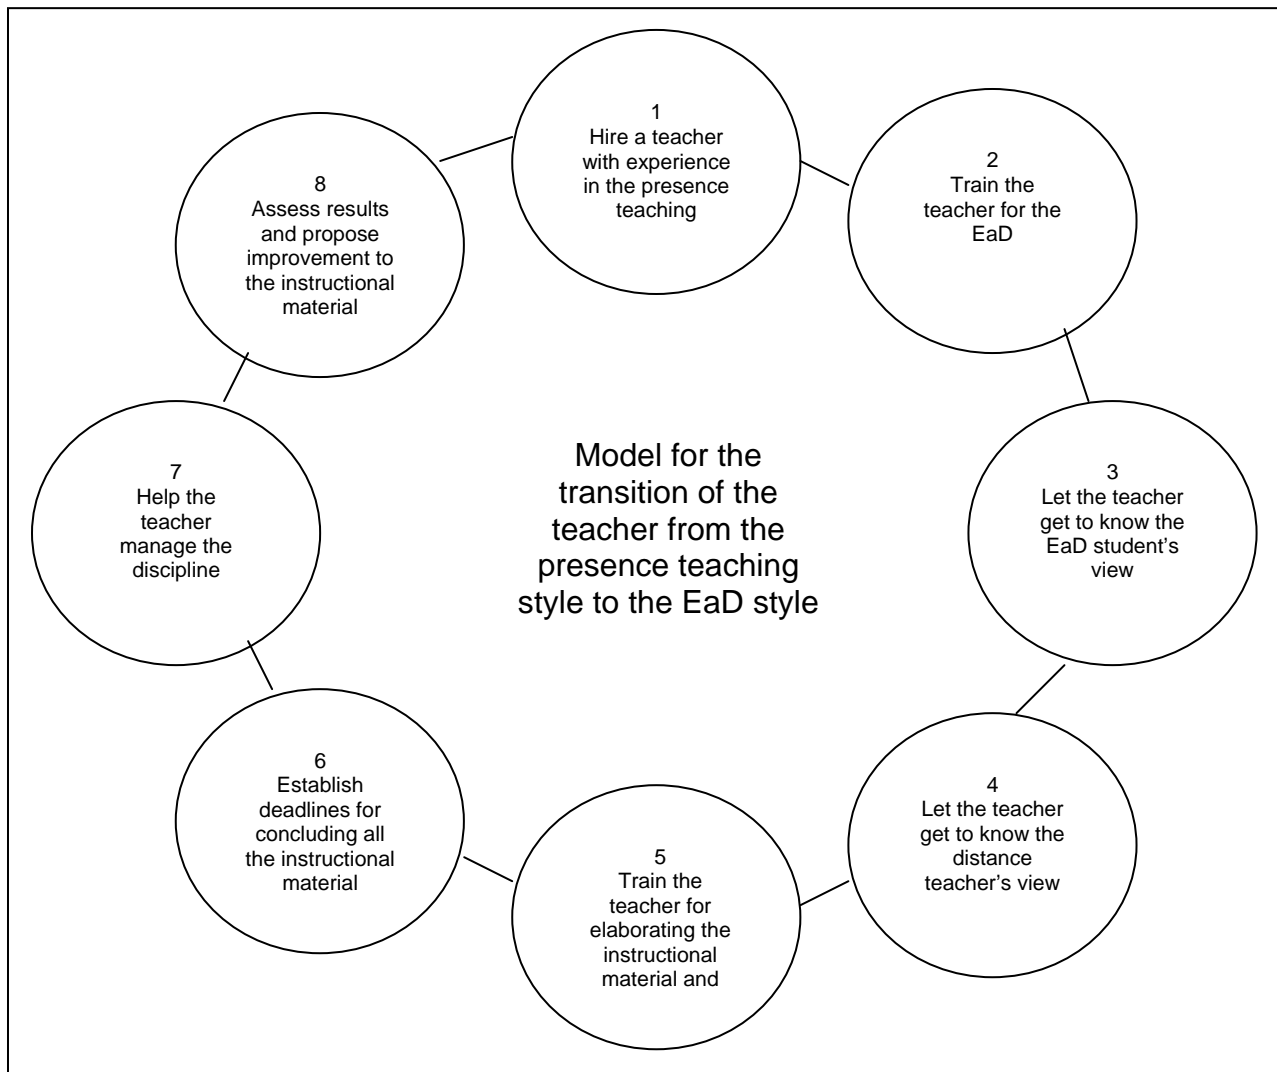 1
Hire a teacher
with experience
in the presence
teaching
2
Train the
teacher for the
EaD
3
Let the teacher
get to know the
EaD student's
view
4
Let the teacher
get to know the
distance
teacher's view
5
Train the
teacher for
elaborating the
instructional
material and
6
Establish
deadlines for
concluding all
the instructional
material
7
Help the
teacher
manage the
discipline
8
Assess results
and propose
improvement to
the instructional
material
Model for the
transition of the
teacher from the
presence teaching
style to the EaD style